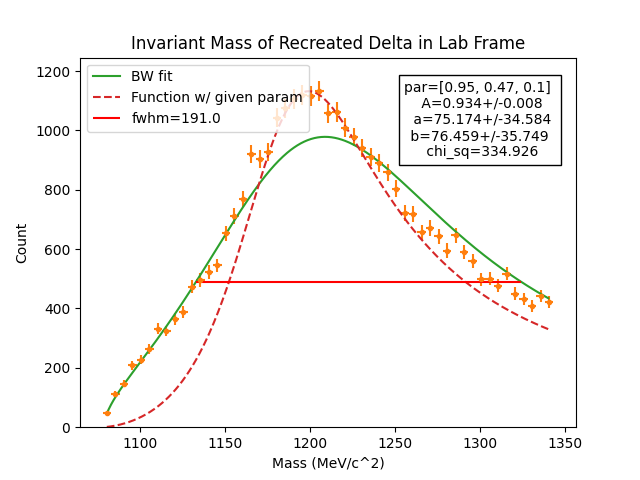 Invariant Mass of Recreated Delta in Lab Frame
BW fit
Function w/ given param
fwhm=191.0
par=[0.95, 0.47, 0.1]
A=0.934+/-0.008
a=75.174+/-34.584
b=76.459+/-35.749
chi_sq=334.926
Count
1200
1000
800
600
400
200
0
1100 1150 1200 1250 1300 1350
Mass (MeV/c^2)